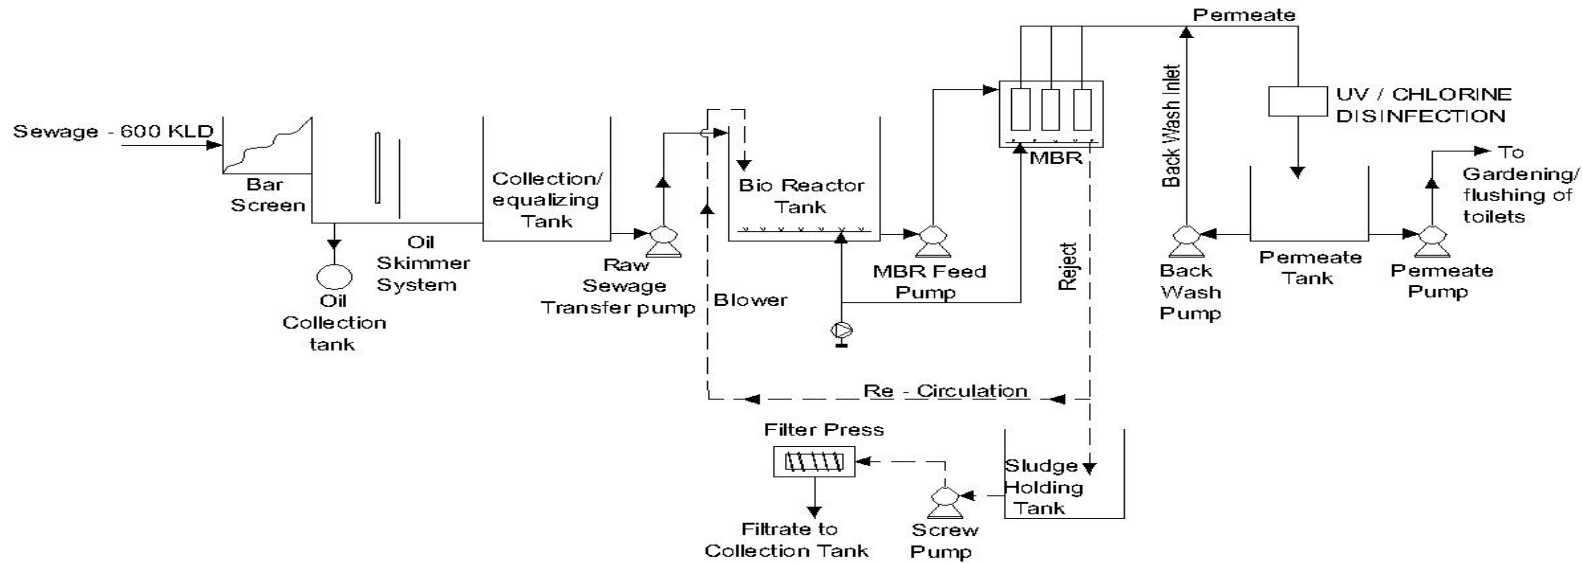 Permeate
Sewage - 600 KLD
Bar
Screen
Oil
Skimmer
System
Oil
Collection
tank
Collection/
equalizing
Tank
Raw
Sewage
Transfer pump
Bio Reactor
Tank
Blower
MBR Feed
Pump
MBR
Reject
Re - Circulation
Back Wash Inlet
UV / CHLORINE
DISINFECTION
To
Gardening/
flushing of
toilets
Back
Wash
Pump
Permeate
Tank
Permeate
Pump
Filter Press
Filtrate to
Collection Tank
Screw
Pump
Sludge
Holding
Tank